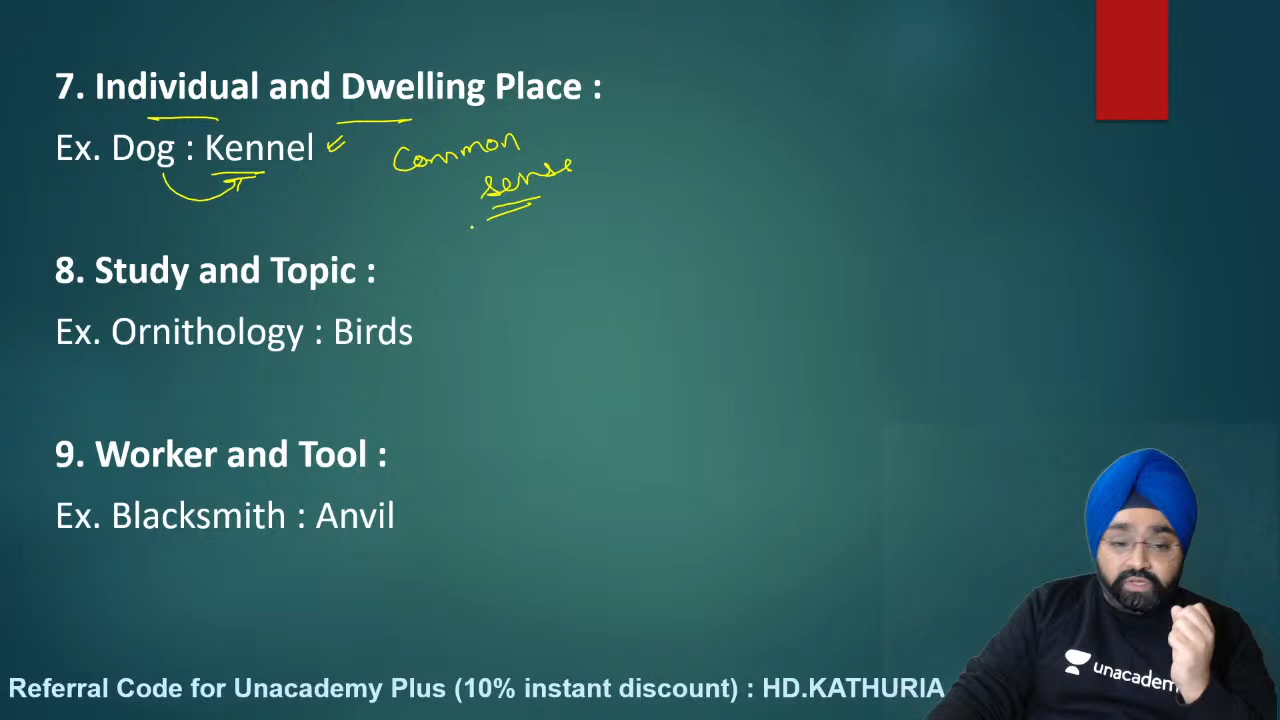 7. Individual and Dwelling Place :
Ex. Dog : Kennel
Common
sense
8. Study and Topic :
Ex. Ornithology : Birds
9. Worker and Tool :
Ex. Blacksmith : Anvil
unacadem
Referral Code for Unacademy Plus (10% instant discount) : HD.KATHURIA